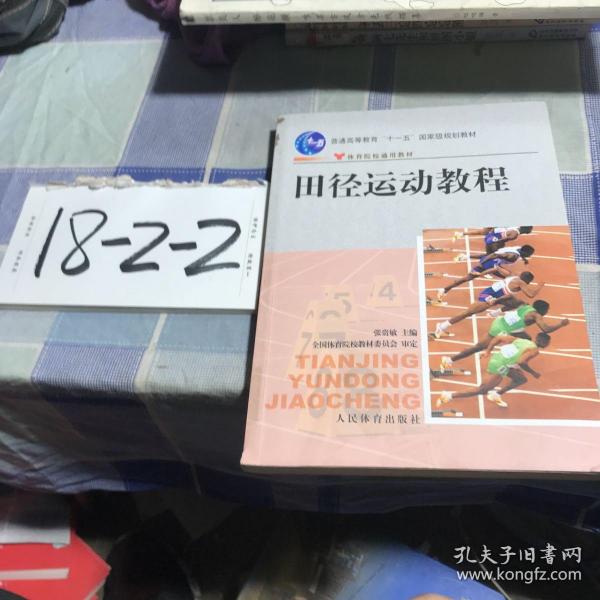 18-2-2
普通高等教育“十一五”国家级规划教材
体育院校通用教材
田径运动教程
5 4
张贵敏 主编
全国体育院校教材委员会 审定
TIANJING
YUNDONG
JIAOCHENG
人民体育出版社
孔夫子旧书网
www.kongfz.com